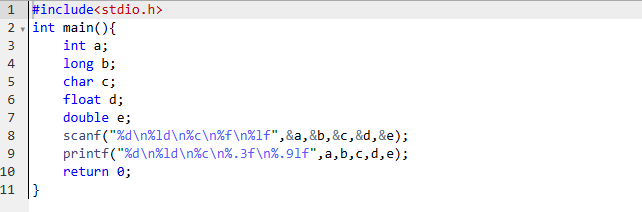 1 #include<stdio.h>
2 int main(){
3     int a;
4     long b;
5     char c;
6     float d;
7     double e;
8     scanf("%d\n%ld\n%c\n%f\n%lf",&a,&b,&c,&d,&e);
9     printf("%d\n%ld\n%c\n%.3f\n%.9lf",a,b,c,d,e);
10     return 0;
11 }